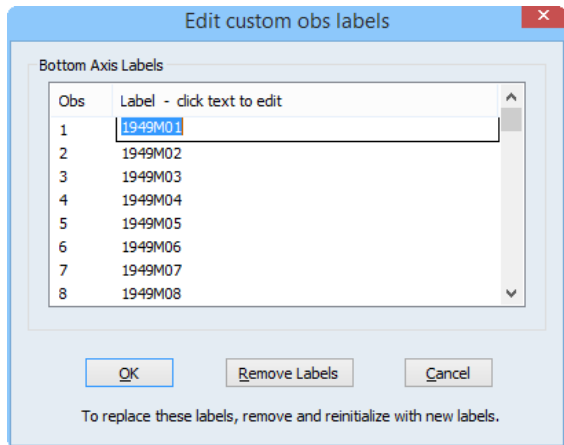 Edit custom obs labels
Bottom Axis Labels
Obs Label - click text to edit
1 1949M01
2 1949M02
3 1949M03
4 1949M04
5 1949M05
6 1949M06
7 1949M07
8 1949M08
OK Remove Labels Cancel
To replace these labels, remove and reinitialize with new labels.